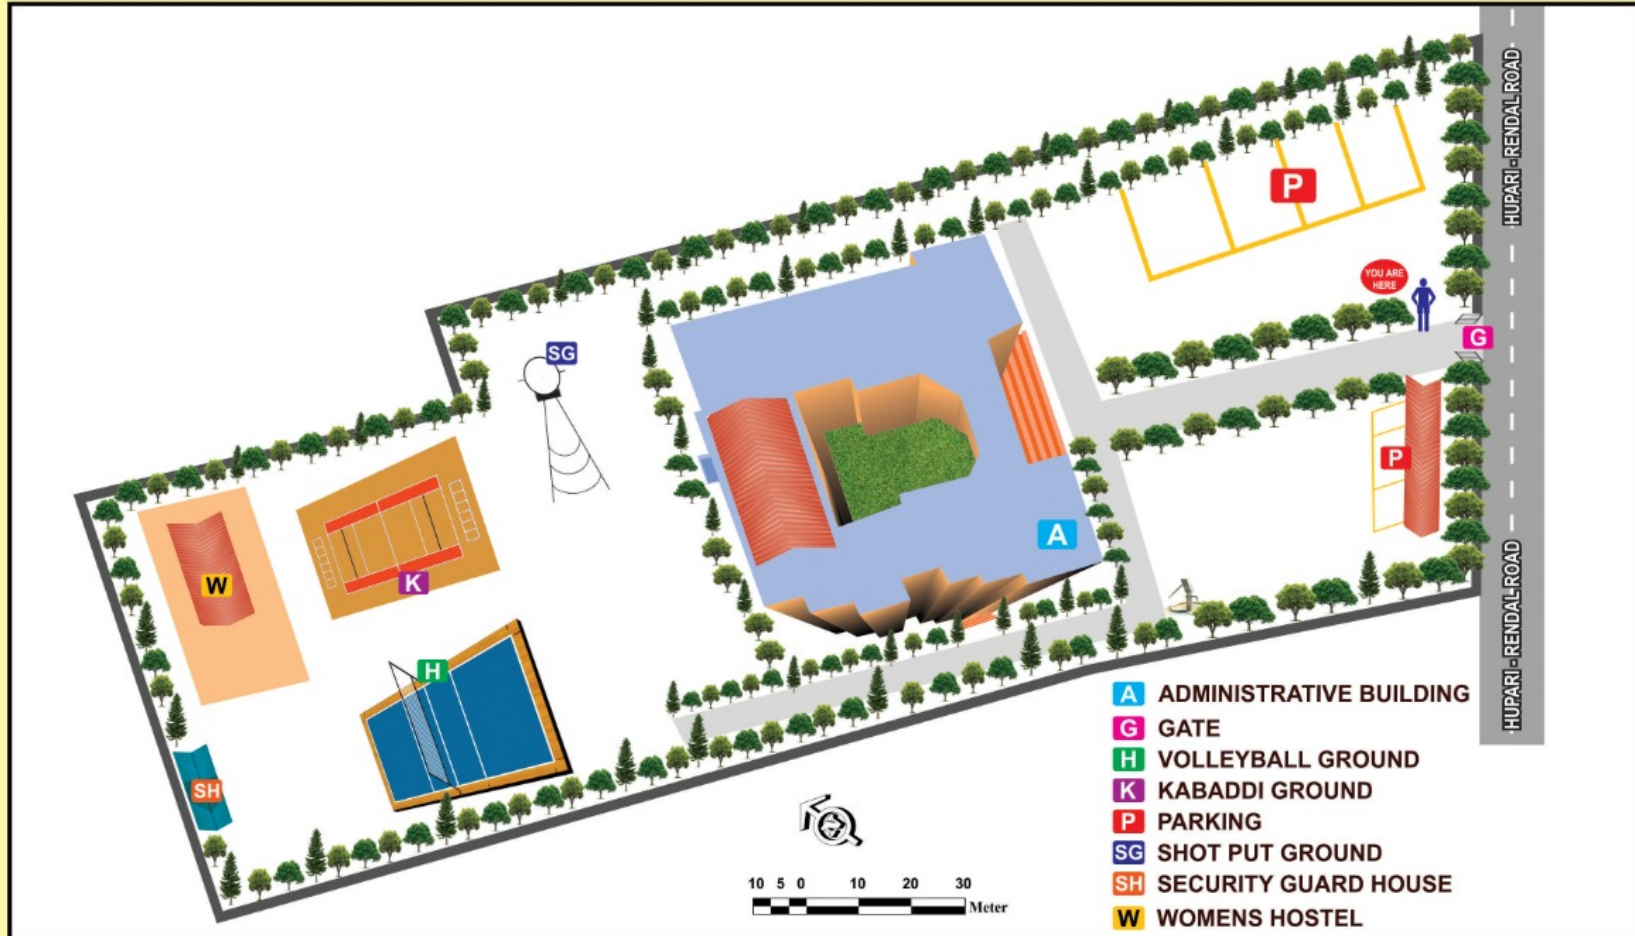 HUPARI - RENDAL ROAD
P
YOU ARE
HERE
G
SG
P
A
W
K
H
SH
HUPARI - RENDAL ROAD
A ADMINISTRATIVE BUILDING
G GATE
H VOLLEYBALL GROUND
K KABADDI GROUND
P PARKING
SG SHOT PUT GROUND
SH SECURITY GUARD HOUSE
W WOMENS HOSTEL
10 5 0 10 20 30
Meter